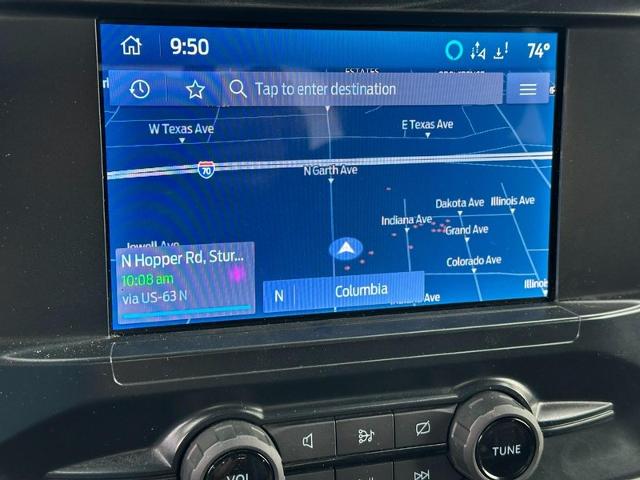 9:50
74°
ESTATES
Tap to enter destination
W Texas Ave
E Texas Ave
70
N Garth Ave
Dakota Ave
Illinois Ave
Indiana Ave
Grand Ave
Jewell Ave
N Hopper Rd, Stur...
Colorado Ave
10:08 am
via US-63 N
N
Columbia
Ave
VOL
TUNE